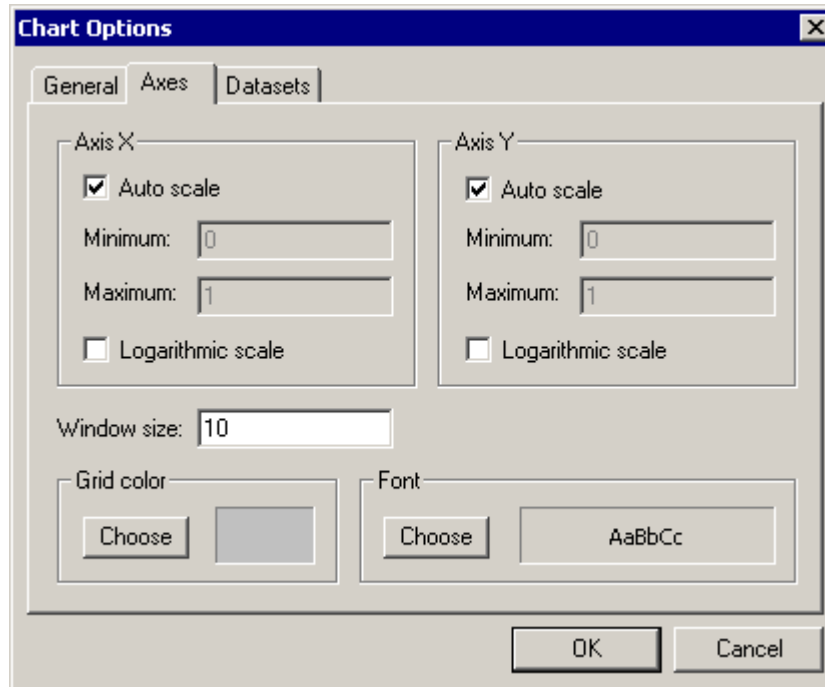 Chart Options
General Axes Datasets
Axis X
Auto scale
Minimum: 0
Maximum: 1
Logarithmic scale
Axis Y
Auto scale
Minimum: 0
Maximum: 1
Logarithmic scale
Window size: 10
Grid color
Choose
Font
Choose AaBbCc
OK Cancel